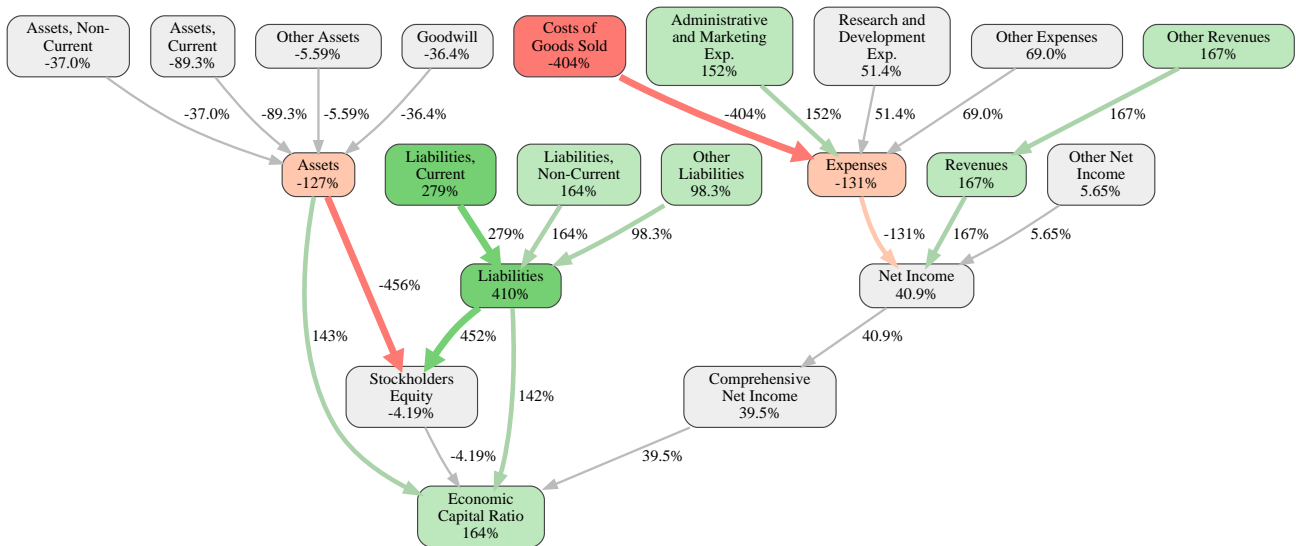 Assets, Non-
Current
-37.0%
Assets,
Current
-89.3%
Other Assets
-5.59%
Goodwill
-36.4%
Costs of
Goods Sold
-404%
Administrative
and Marketing
Exp.
152%
Research and
Development
Exp.
51.4%
Other Expenses
69.0%
Other Revenues
167%
-37.0%
-89.3%
-5.59%
-36.4%
-404%
152%
51.4%
69.0%
167%
Assets
-127%
Liabilities,
Current
279%
Liabilities,
Non-Current
164%
Other
Liabilities
98.3%
Expenses
-131%
Revenues
167%
Other Net
Income
5.65%
279%
164%
98.3%
-131%
167%
5.65%
-456%
Liabilities
410%
Net Income
40.9%
143%
452%
40.9%
Stockholders
Equity
-4.19%
142%
Comprehensive
Net Income
39.5%
-4.19%
39.5%
Economic
Capital Ratio
164%